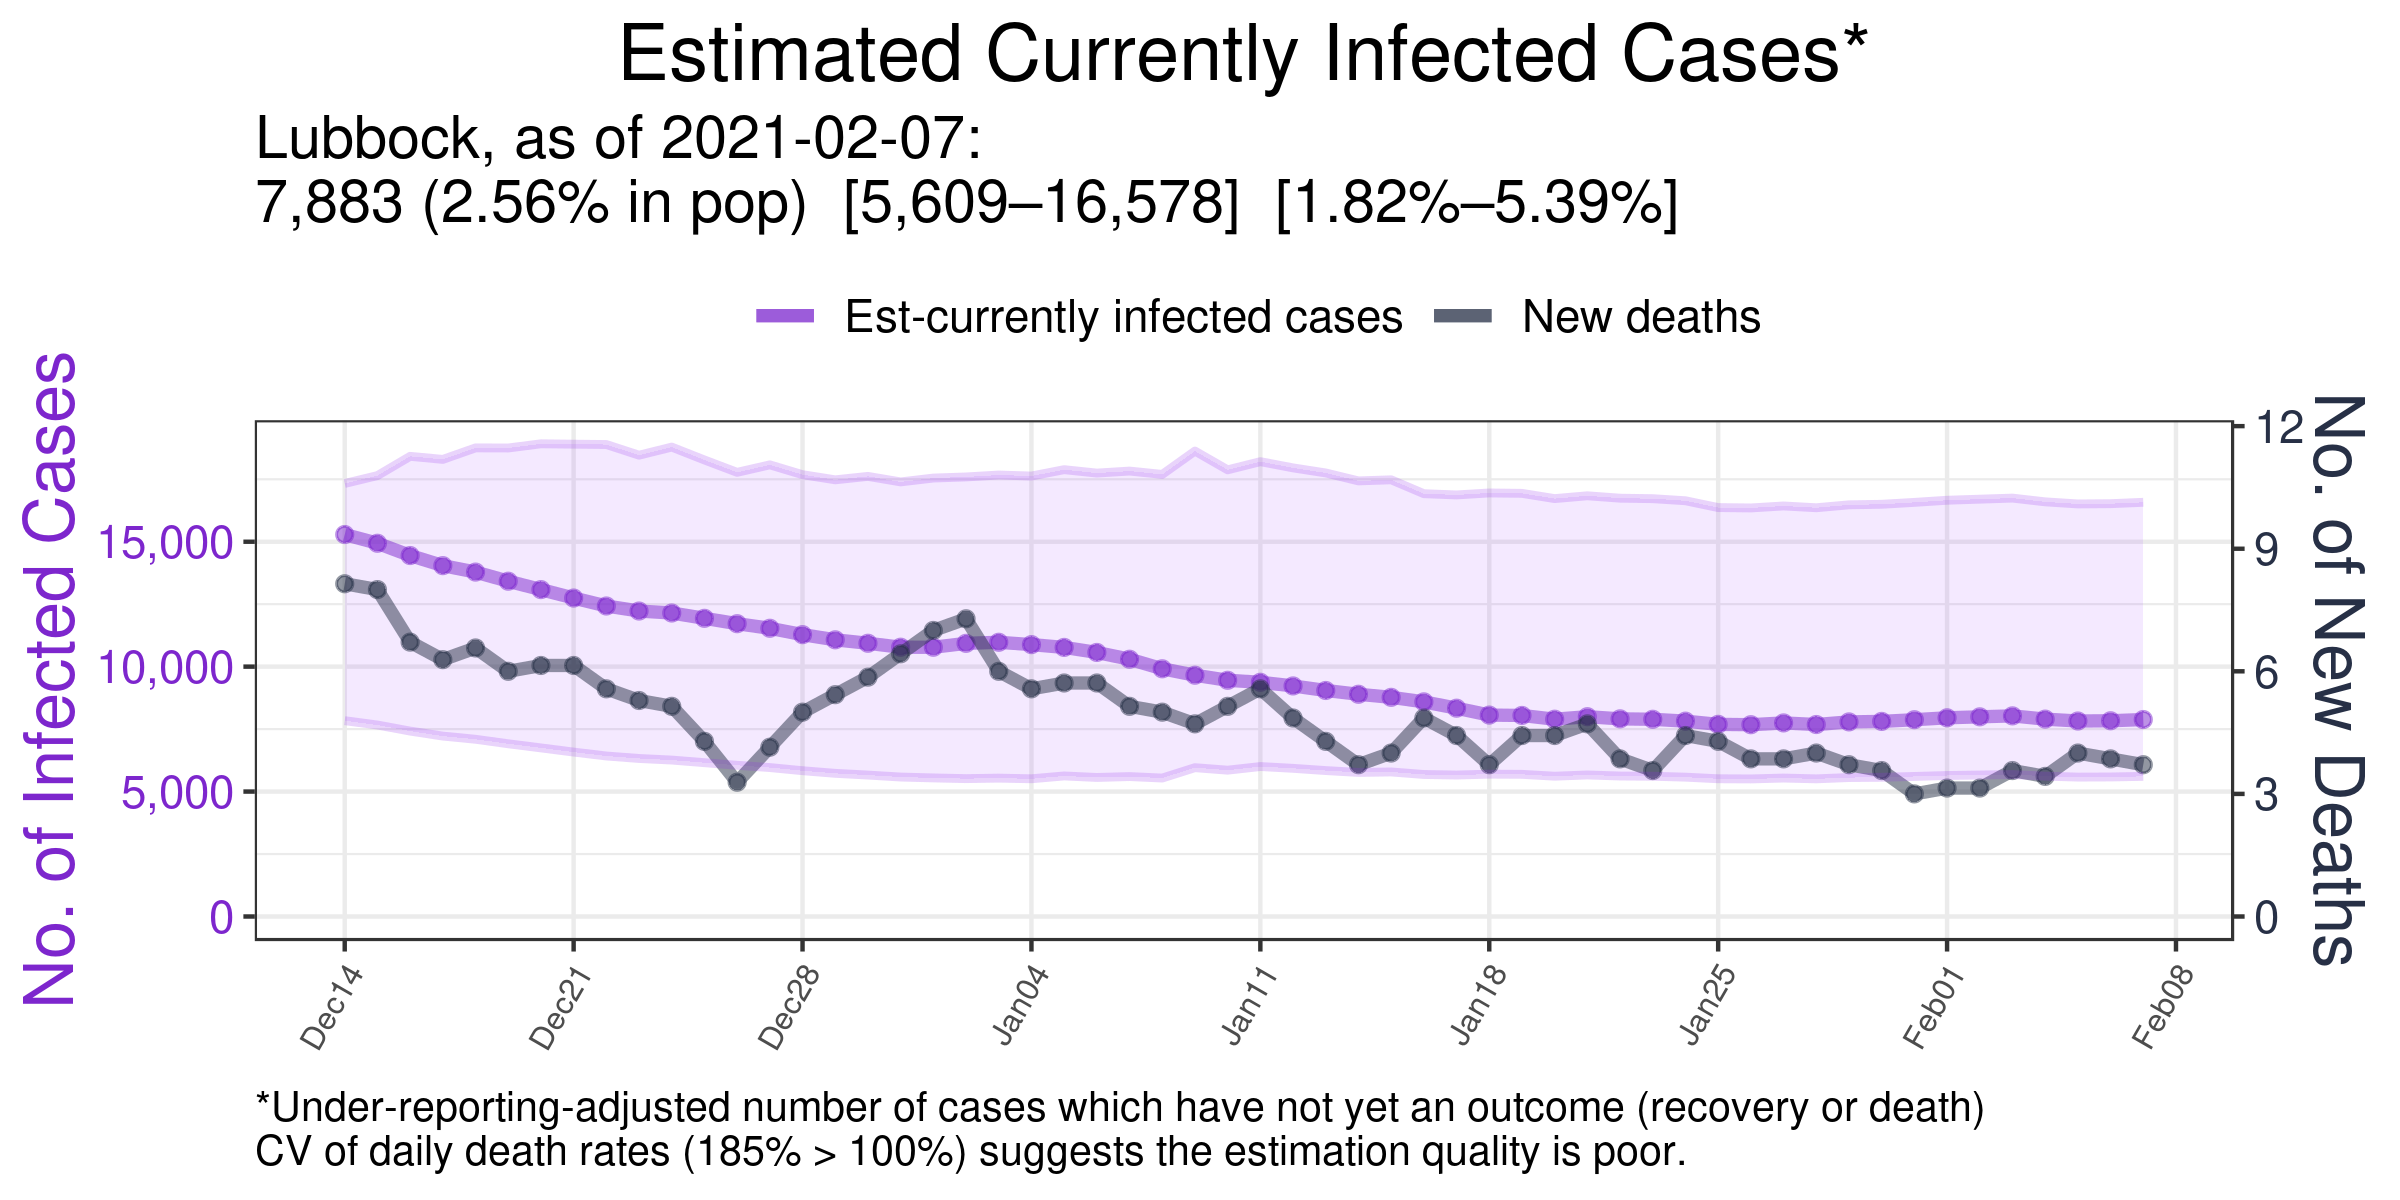 Estimated Currently Infected Cases*
Lubbock, as of 2021-02-07:
7,883 (2.56% in pop)  [5,609–16,578]  [1.82%–5.39%]
Est-currently infected cases
New deaths
No. of Infected Cases
15,000
10,000
5,000
0
12
9
6
3
0
No. of New Deaths
Dec14
Dec21
Dec28
Jan04
Jan11
Jan18
Jan25
Feb01
Feb08
*Under-reporting-adjusted number of cases which have not yet an outcome (recovery or death)
CV of daily death rates (185% > 100%) suggests the estimation quality is poor.